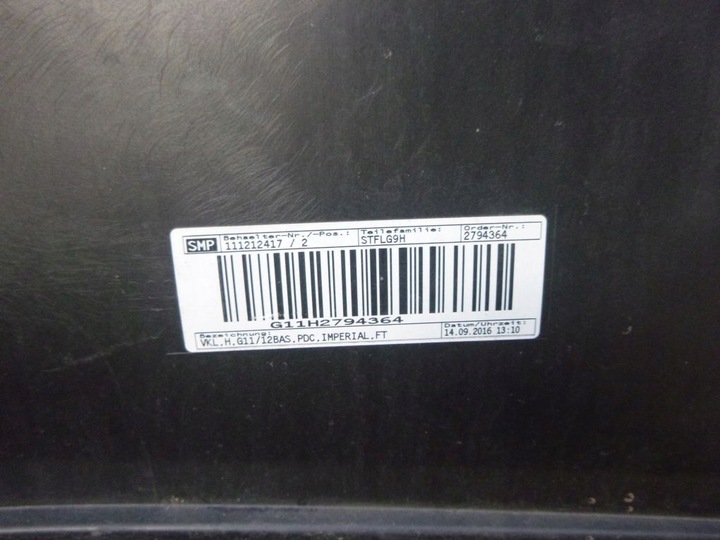 SMP Behaelter-Nr./-Pos.: Teilefamilie: Order-Nr.:
111212417 / 2 STFLG9H 2794364
G11H2794364
Bezeichnung: Datum/Uhrzeit:
VKL.H.G11/12BAS.PDC.IMPERIAL.FT 14.09.2016 13:10